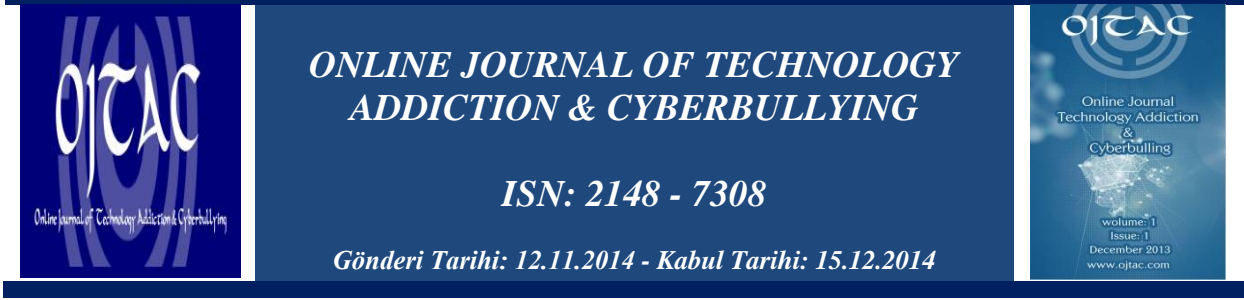 OJTAC
Online Journal of Technology Addiction & Cyberbullying
ONLINE JOURNAL OF TECHNOLOGY
ADDICTION & CYBERBULLYING
ISN: 2148 - 7308
Gönderi Tarihi: 12.11.2014 - Kabul Tarihi: 15.12.2014
OJTAC
Online Journal
Technology Addiction
&
Cyberbulling
wolume: 1
Issue: 1
December 2013
www.ojtac.com